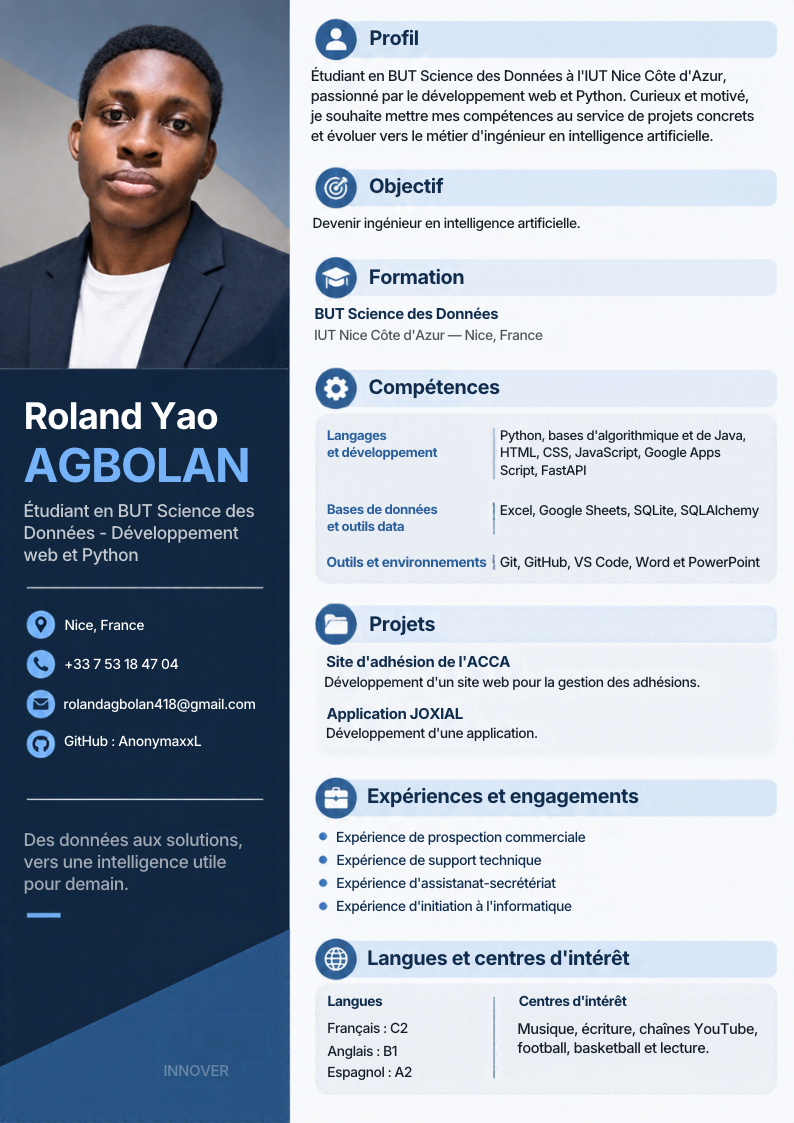 Roland Yao
AGBOLAN
Étudiant en BUT Science des
Données - Développement
web et Python
Nice, France
+33 7 53 18 47 04
rolandagbolan418@gmail.com
GitHub : AnonymaxxL
Des données aux solutions,
vers une intelligence utile
pour demain.
INNOVER
Profil
Étudiant en BUT Science des Données à l'IUT Nice Côte d'Azur,
passionné par le développement web et Python. Curieux et motivé,
je souhaite mettre mes compétences au service de projets concrets
et évoluer vers le métier d'ingénieur en intelligence artificielle.
Objectif
Devenir ingénieur en intelligence artificielle.
Formation
BUT Science des Données
IUT Nice Côte d'Azur — Nice, France
Compétences
Langages
et développement
Python, bases d'algorithmique et de Java,
HTML, CSS, JavaScript, Google Apps
Script, FastAPI
Bases de données
et outils data
Excel, Google Sheets, SQLite, SQLAlchemy
Outils et environnements
Git, GitHub, VS Code, Word et PowerPoint
Projets
Site d'adhésion de l'ACCA
Développement d'un site web pour la gestion des adhésions.
Application JOXIAL
Développement d'une application.
Expériences et engagements
Expérience de prospection commerciale
Expérience de support technique
Expérience d'assistanat-secrétériat
Expérience d'initiation à l'informatique
Langues et centres d'intérêt
Langues
Français : C2
Anglais : B1
Espagnol : A2
Centres d'intérêt
Musique, écriture, chaînes YouTube,
football, basketball et lecture.